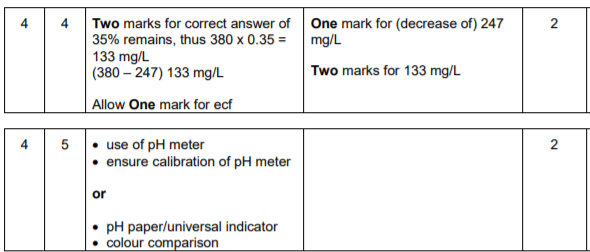 4 4 Two marks for correct answer of
35% remains, thus 380 x 0.35 =
133 mg/L
(380 – 247) 133 mg/L
Allow One mark for ecf
One mark for (decrease of) 247
mg/L
Two marks for 133 mg/L
2
4 5 • use of pH meter
• ensure calibration of pH meter
or
• pH paper/universal indicator
• colour comparison
2